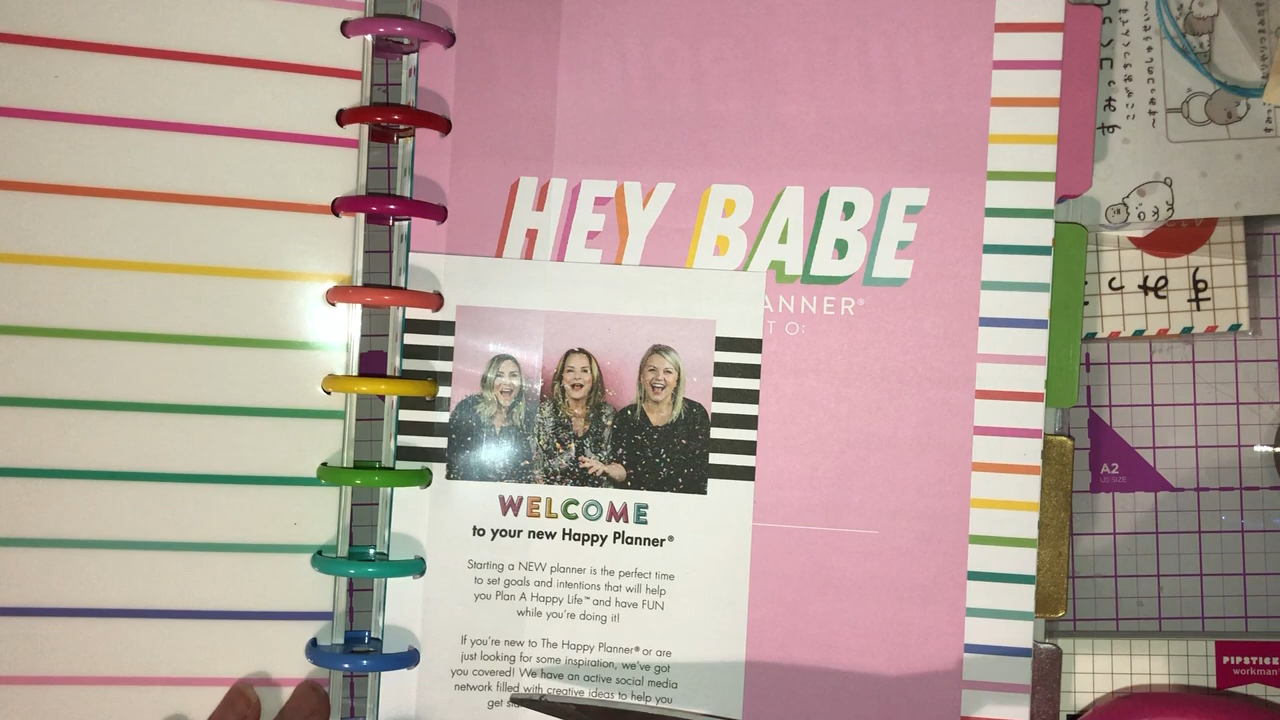 HEY BABE
ANNER®
TO:
WELCOME
to your new Happy Planner®
Starting a NEW planner is the perfect time
to set goals and intentions that will help
you Plan A Happy Life™ and have FUN
while you're doing it!
If you're new to The Happy Planner® or are
just looking for some inspiration, we've got
you covered! We have an active social media
network filled with creative ideas to help you
get
A2
US SIZE
PIPSTICK
workman